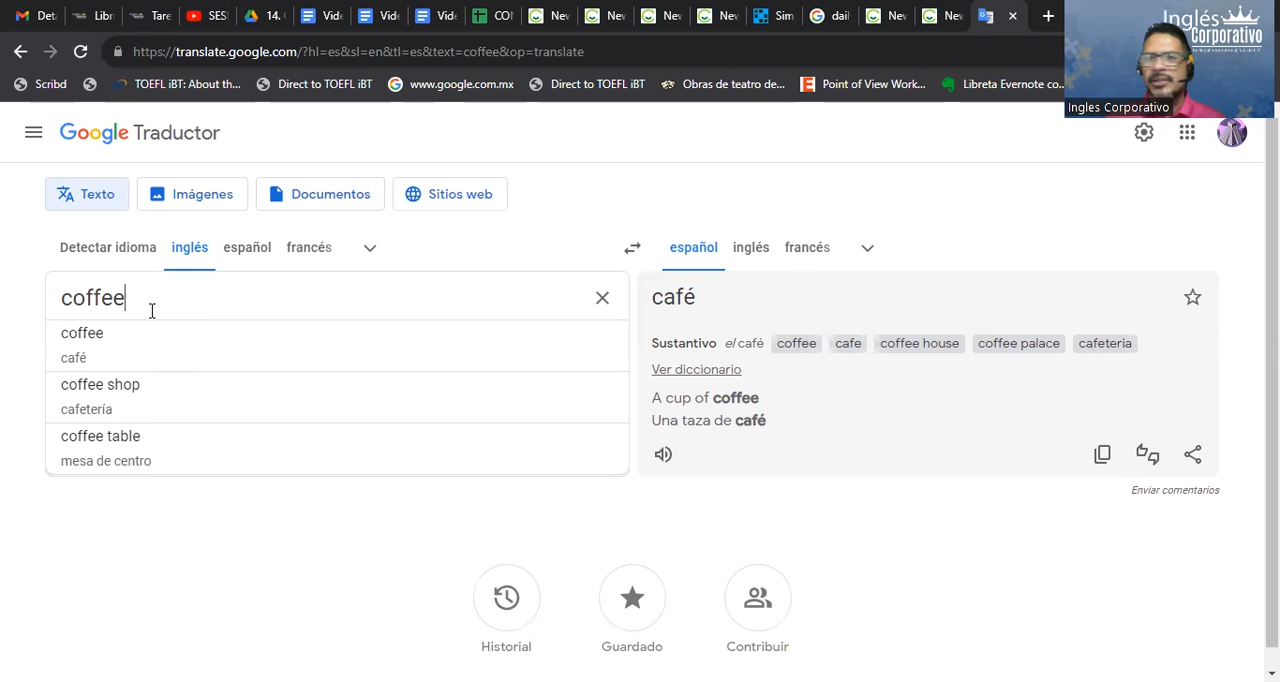 Deta
Libr
Tare
SES
14.
Vide
Vide
Vide
CON
Nev
Nev
Nev
Nev
Sim
dail
Nev
Nev
https://translate.google.com/?hl=es&sl=en&tl=es&text=coffee&op=translate
Scribd
TOEFL iBT: About th...
Direct to TOEFL iBT
www.google.com.mx
Direct to TOEFL iBT
Obras de teatro de...
Point of View Work...
Libreta Evernote co...
Inglés
Corporativo
Ingles Corporativo
Google Traductor
Texto
Imágenes
Documentos
Sitios web
Detectar idioma
inglés
español
francés
español
inglés
francés
coffee
coffee
café
coffee shop
cafetería
coffee table
mesa de centro
café
Sustantivo el café coffee cafe coffee house coffee palace cafeteria
Ver diccionario
A cup of coffee
Una taza de café
Enviar comentarios
Historial
Guardado
Contribuir